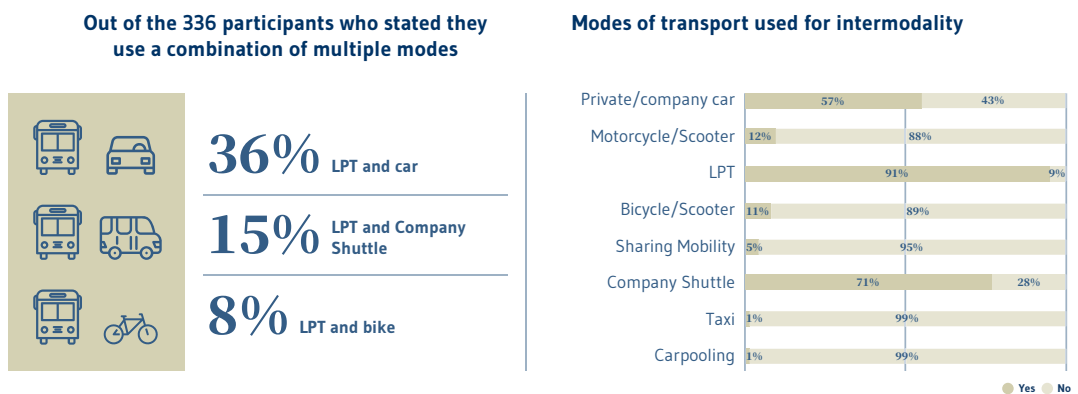 Out of the 336 participants who stated they
use a combination of multiple modes
36% LPT and car
15% LPT and Company
Shuttle
8% LPT and bike
Modes of transport used for intermodality
Private/company car 57% 43%
Motorcycle/Scooter 12% 88%
LPT 91% 9%
Bicycle/Scooter 11% 89%
Sharing Mobility 5% 95%
Company Shuttle 71% 28%
Taxi 1% 99%
Carpooling 1% 99%
Yes No